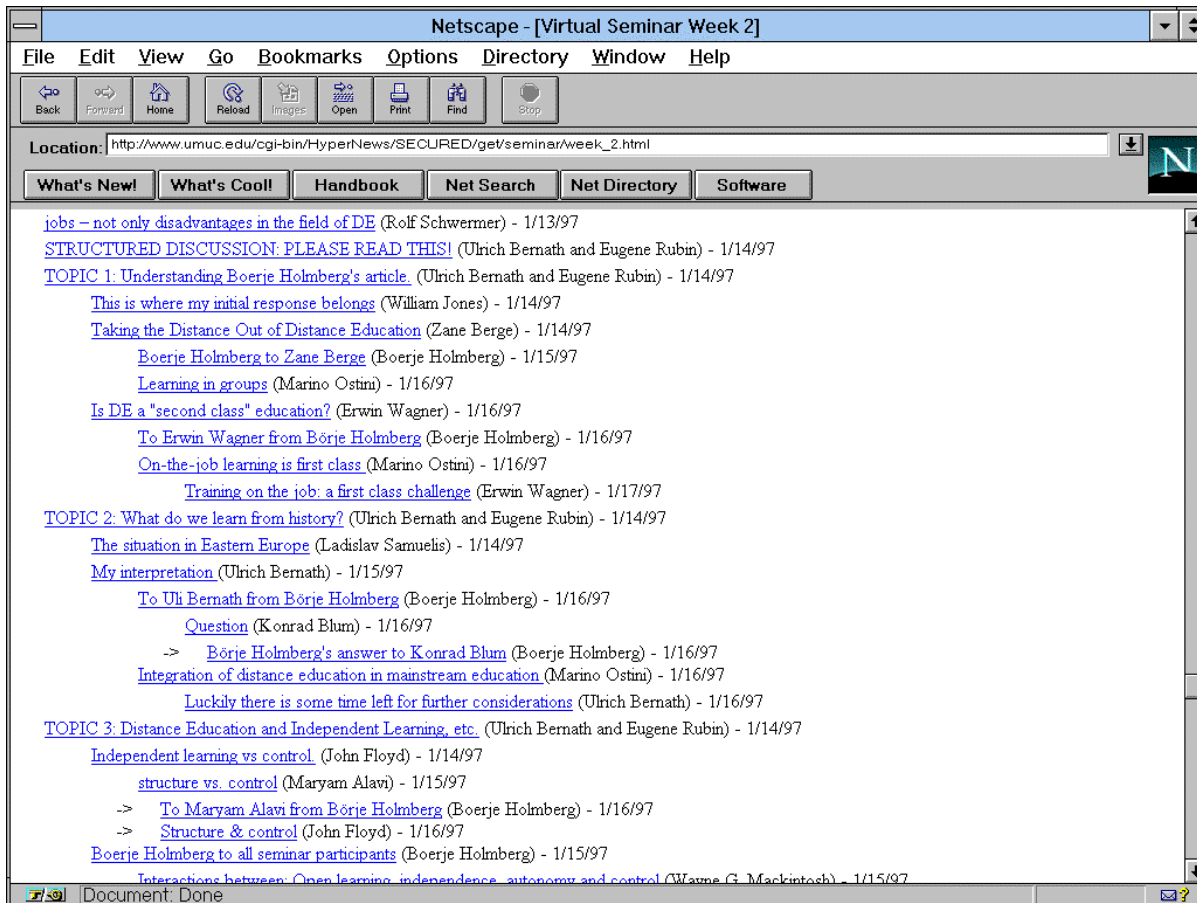 Netscape - [Virtual Seminar Week 2]
File Edit View Go Bookmarks Options Directory Window Help
Back Forward Home Reload Images Open Print Find Stop
Location: http://www.umuc.edu/cgi-bin/HyperNews/SECURED/get/seminar/week_2.html
N
What's New! What's Cool! Handbook Net Search Net Directory Software
jobs – not only disadvantages in the field of DE (Rolf Schwermer) - 1/13/97
STRUCTURED DISCUSSION: PLEASE READ THIS! (Ulrich Bernath and Eugene Rubin) - 1/14/97
TOPIC 1: Understanding Boerje Holmberg's article. (Ulrich Bernath and Eugene Rubin) - 1/14/97
This is where my initial response belongs (William Jones) - 1/14/97
Taking the Distance Out of Distance Education (Zane Berge) - 1/14/97
Boerje Holmberg to Zane Berge (Boerje Holmberg) - 1/15/97
Learning in groups (Marino Ostini) - 1/16/97
Is DE a "second class" education? (Erwin Wagner) - 1/16/97
To Erwin Wagner from Börje Holmberg (Boerje Holmberg) - 1/16/97
On-the-job learning is first class (Marino Ostini) - 1/16/97
Training on the job: a first class challenge (Erwin Wagner) - 1/17/97
TOPIC 2: What do we learn from history? (Ulrich Bernath and Eugene Rubin) - 1/14/97
The situation in Eastern Europe (Ladislav Samuelis) - 1/14/97
My interpretation (Ulrich Bernath) - 1/15/97
To Uli Bernath from Börje Holmberg (Boerje Holmberg) - 1/16/97
Question (Konrad Blum) - 1/16/97
-> Börje Holmberg's answer to Konrad Blum (Boerje Holmberg) - 1/16/97
Integration of distance education in mainstream education (Marino Ostini) - 1/16/97
Luckily there is some time left for further considerations (Ulrich Bernath) - 1/16/97
TOPIC 3: Distance Education and Independent Learning, etc. (Ulrich Bernath and Eugene Rubin) - 1/14/97
Independent learning vs control. (John Floyd) - 1/14/97
structure vs. control (Maryam Alavi) - 1/15/97
-> To Maryam Alavi from Börje Holmberg (Boerje Holmberg) - 1/16/97
-> Structure & control (John Floyd) - 1/16/97
Boerje Holmberg to all seminar participants (Boerje Holmberg) - 1/15/97
Interactions between: Open learning, independence, autonomy and control (Wayne G. Mackintosh) - 1/15/97
Document: Done